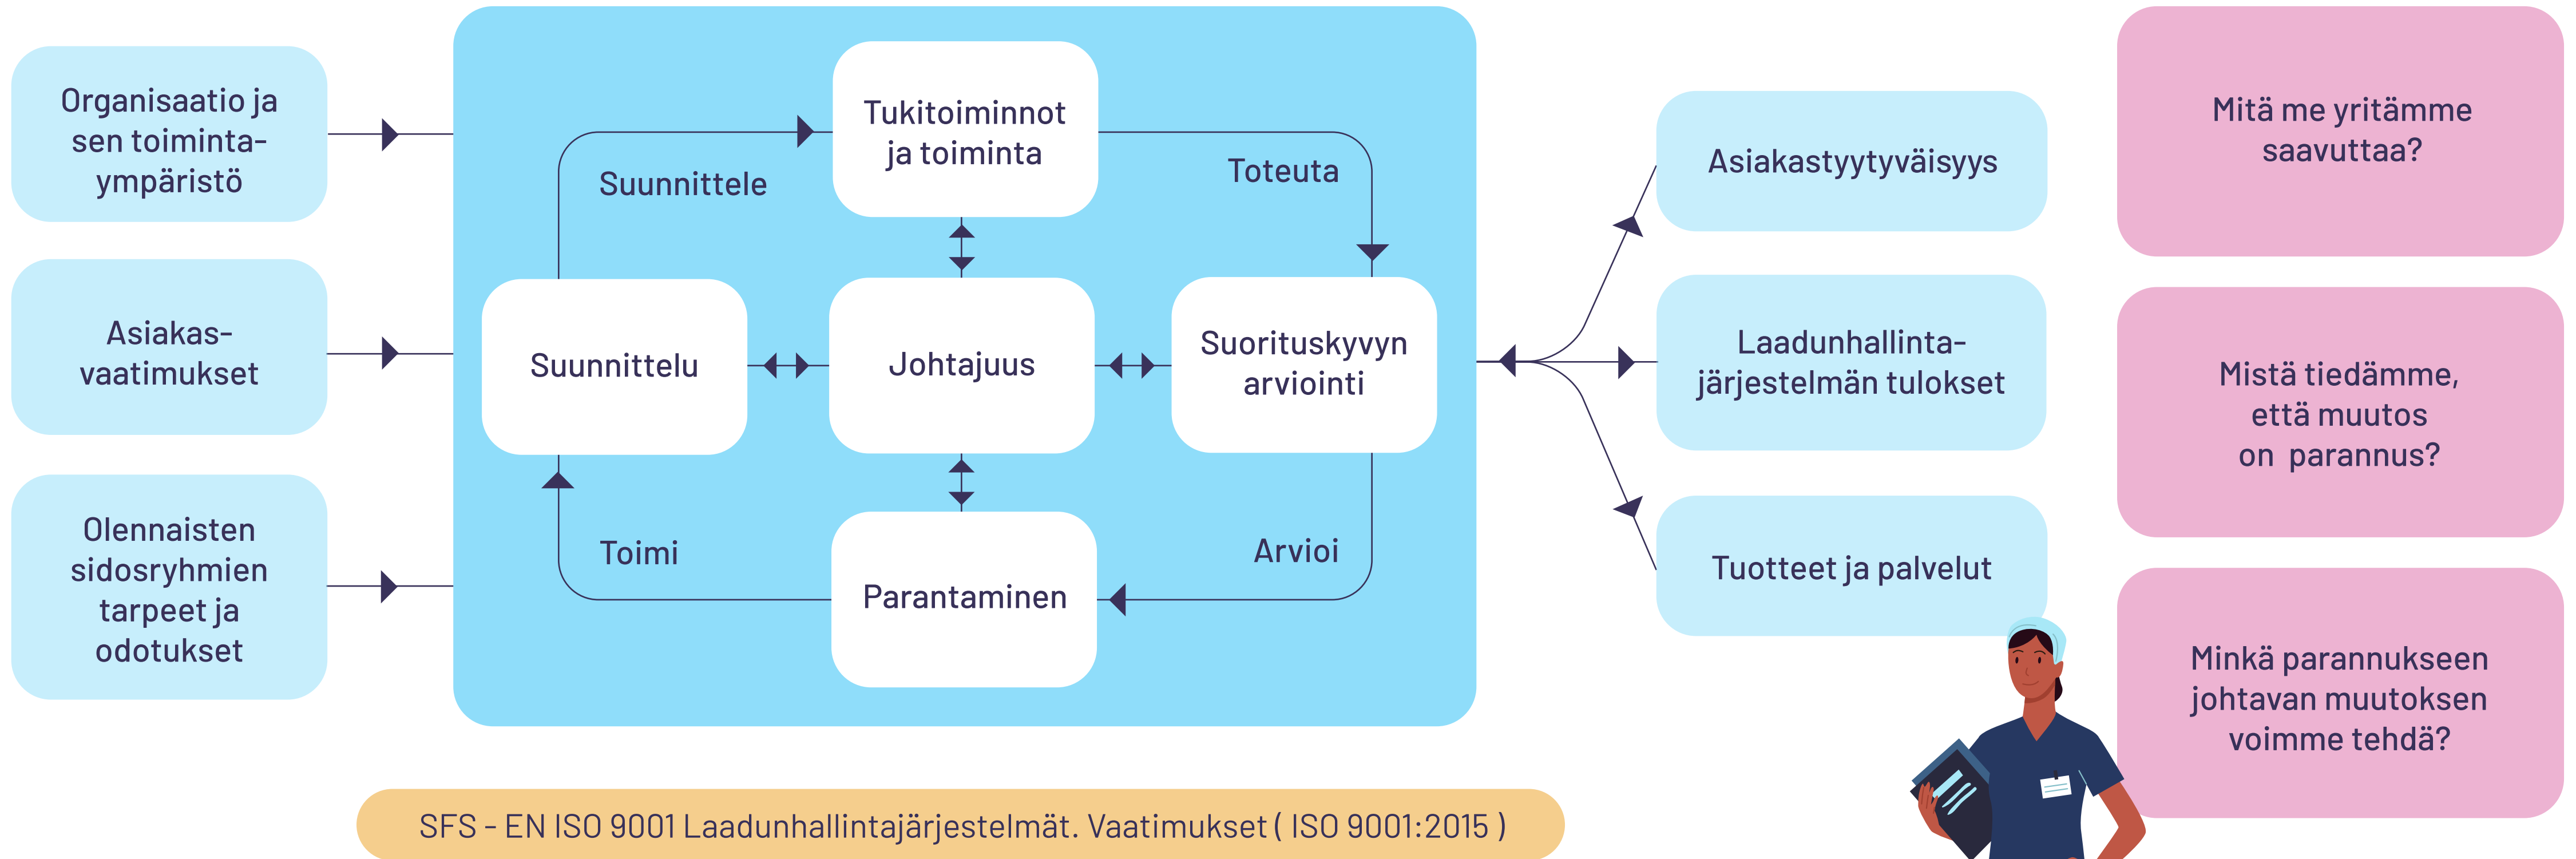 Organisaatio ja
sen toiminta-
ympäristö
Asiakas-
vaatimukset
Olennaisten
sidosryhmien
tarpeet ja
odotukset
Tukitoiminnot
ja toiminta
Suunnittele
Toteuta
Suunnittelu
Johtajuus
Suorituskyvyn
arviointi
Toimi
Arvioi
Parantaminen
Asiakastyytyväisyys
Laadunhallinta-
järjestelmän tulokset
Tuotteet ja palvelut
Mitä me yritämme
saavuttaa?
Mistä tiedämme,
että muutos
on parannus?
Minkä parannukseen
johtavan muutoksen
voimme tehdä?
SFS - EN ISO 9001 Laadunhallintajärjestelmät. Vaatimukset ( ISO 9001:2015 )